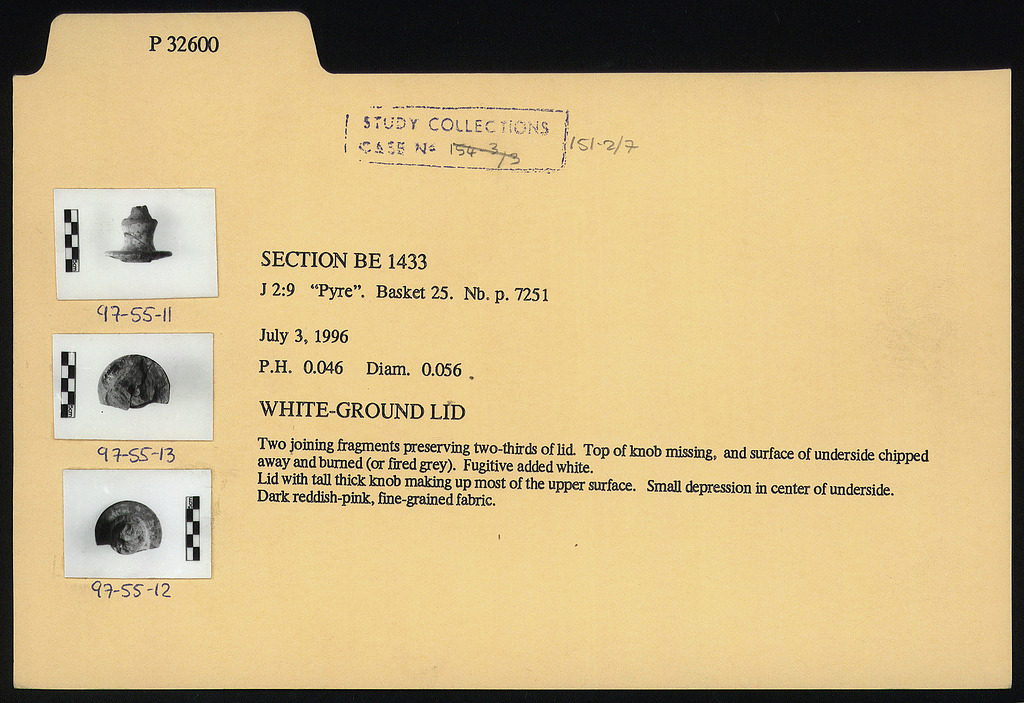 P 32600
STUDY COLLECTIONS
CASE No 154-3/3 151-2/7
SECTION BE 1433
J 2:9 “Pyre”. Basket 25. Nb. p. 7251
July 3, 1996
P.H. 0.046 Diam. 0.056
WHITE-GROUND LID
Two joining fragments preserving two-thirds of lid. Top of knob missing, and surface of underside chipped
away and burned (or fired grey). Fugitive added white.
Lid with tall thick knob making up most of the upper surface. Small depression in center of underside.
Dark reddish-pink, fine-grained fabric.
97-55-11
97-55-13
97-55-12